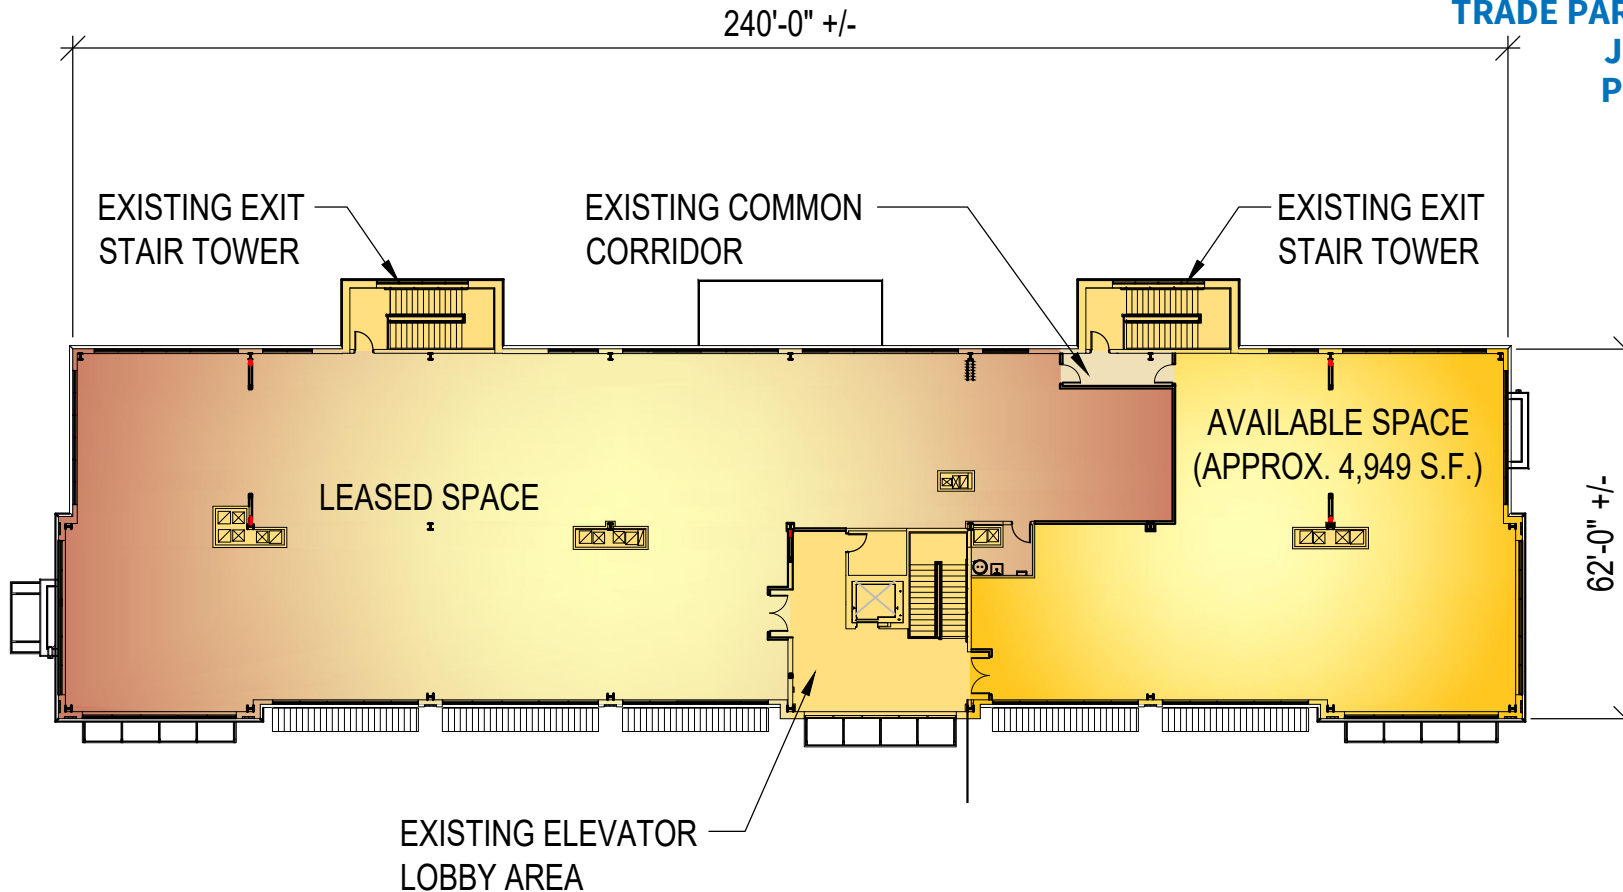 240'-0" +/-
TRADE
EXISTING EXIT
STAIR TOWER
EXISTING COMMON
CORRIDOR
EXISTING EXIT
STAIR TOWER
AVAILABLE SPACE
(APPROX. 4,949 S.F.)
LEASED SPACE
62'-0" +/-
EXISTING ELEVATOR
LOBBY AREA